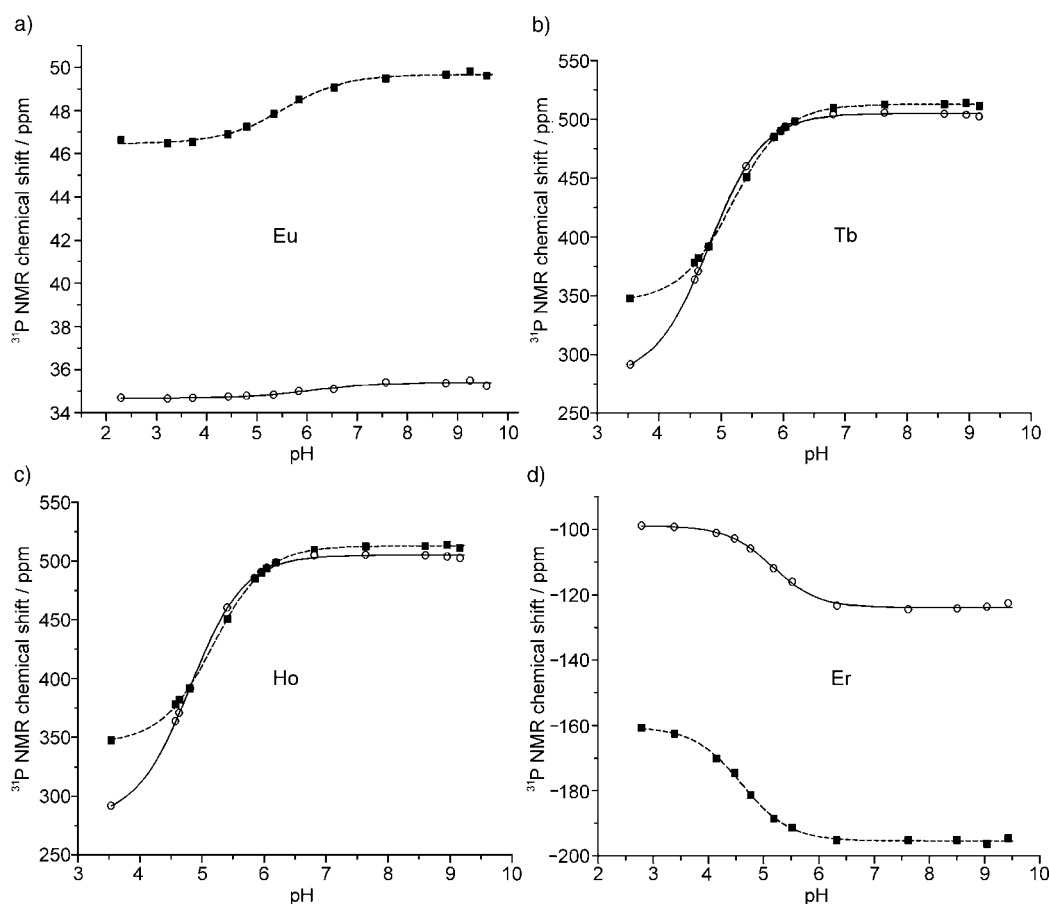 a)
50
48
46
44
42
40
38
36
34
2 3 4 5 6 7 8 9 10
pH
³¹P NMR chemical shift / ppm
Eu
b)
550
500
450
400
350
300
250
3 4 5 6 7 8 9 10
pH
³¹P NMR chemical shift / ppm
Tb
c)
550
500
450
400
350
300
250
3 4 5 6 7 8 9 10
pH
³¹P NMR chemical shift / ppm
Ho
d)
−100
−120
−140
−160
−180
−200
2 3 4 5 6 7 8 9 10
pH
³¹P NMR chemical shift / ppm
Er